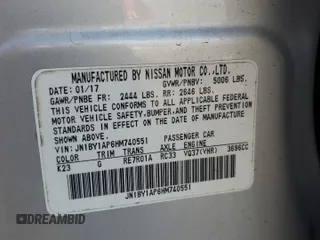 MANUFACTURED BY NISSAN MOTOR CO.,LTD.
DATE: 01/17 GVWR/PNBV: 5006 LBS.
GAWR/PNBE FR: 2444 LBS. RR: 2646 LBS.
THIS VEHICLE CONFORMS TO ALL APPLICABLE FEDERAL
MOTOR VEHICLE SAFETY,BUMPER,AND THEFT PREVENTION
STANDARDS IN EFFECT ON THE DATE OF MANUFACTURE
SHOWN ABOVE.
VIN:JN1BY1AP6HM740551 PASSENGER CAR
COLOR TRIM TRANS AXLE ENGINE
K23 G RE7R01A RC33 VQ37(VHR) 3696CC
JN1BY1AP6HM740551
DREAMBID